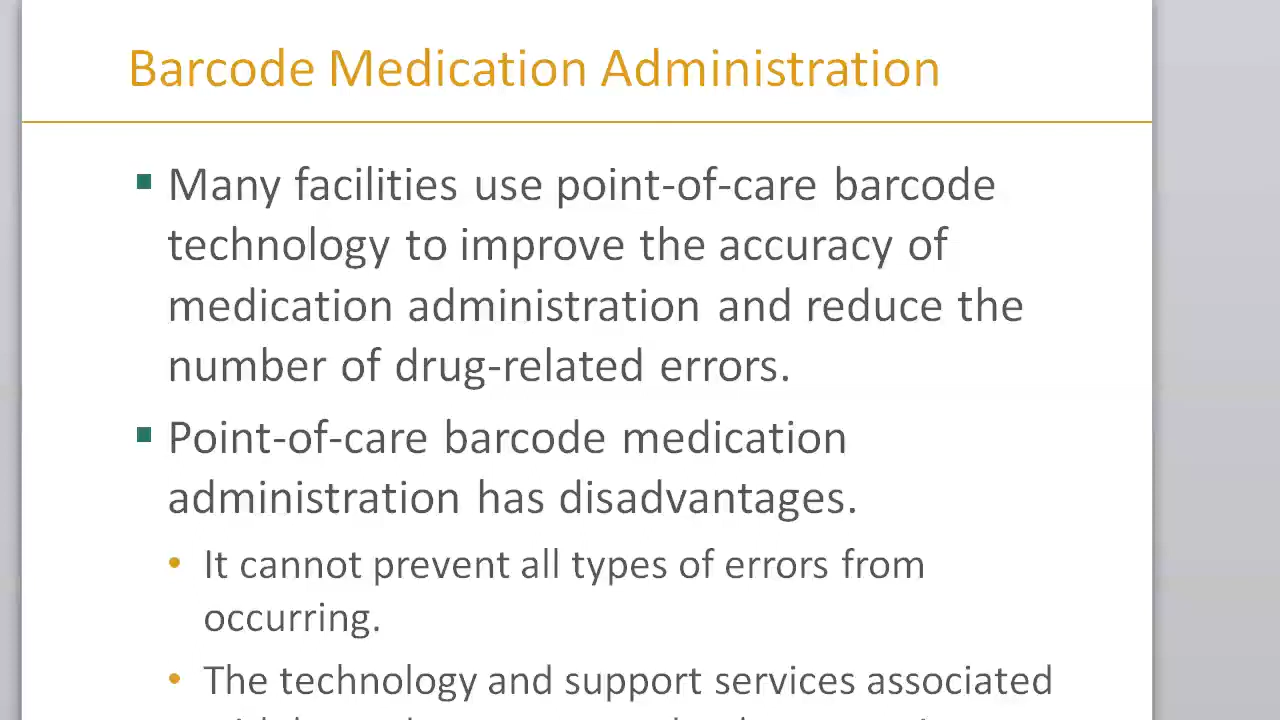 Barcode Medication Administration
Many facilities use point-of-care barcode
technology to improve the accuracy of
medication administration and reduce the
number of drug-related errors.
Point-of-care barcode medication
administration has disadvantages.
It cannot prevent all types of errors from
occurring.
The technology and support services associated